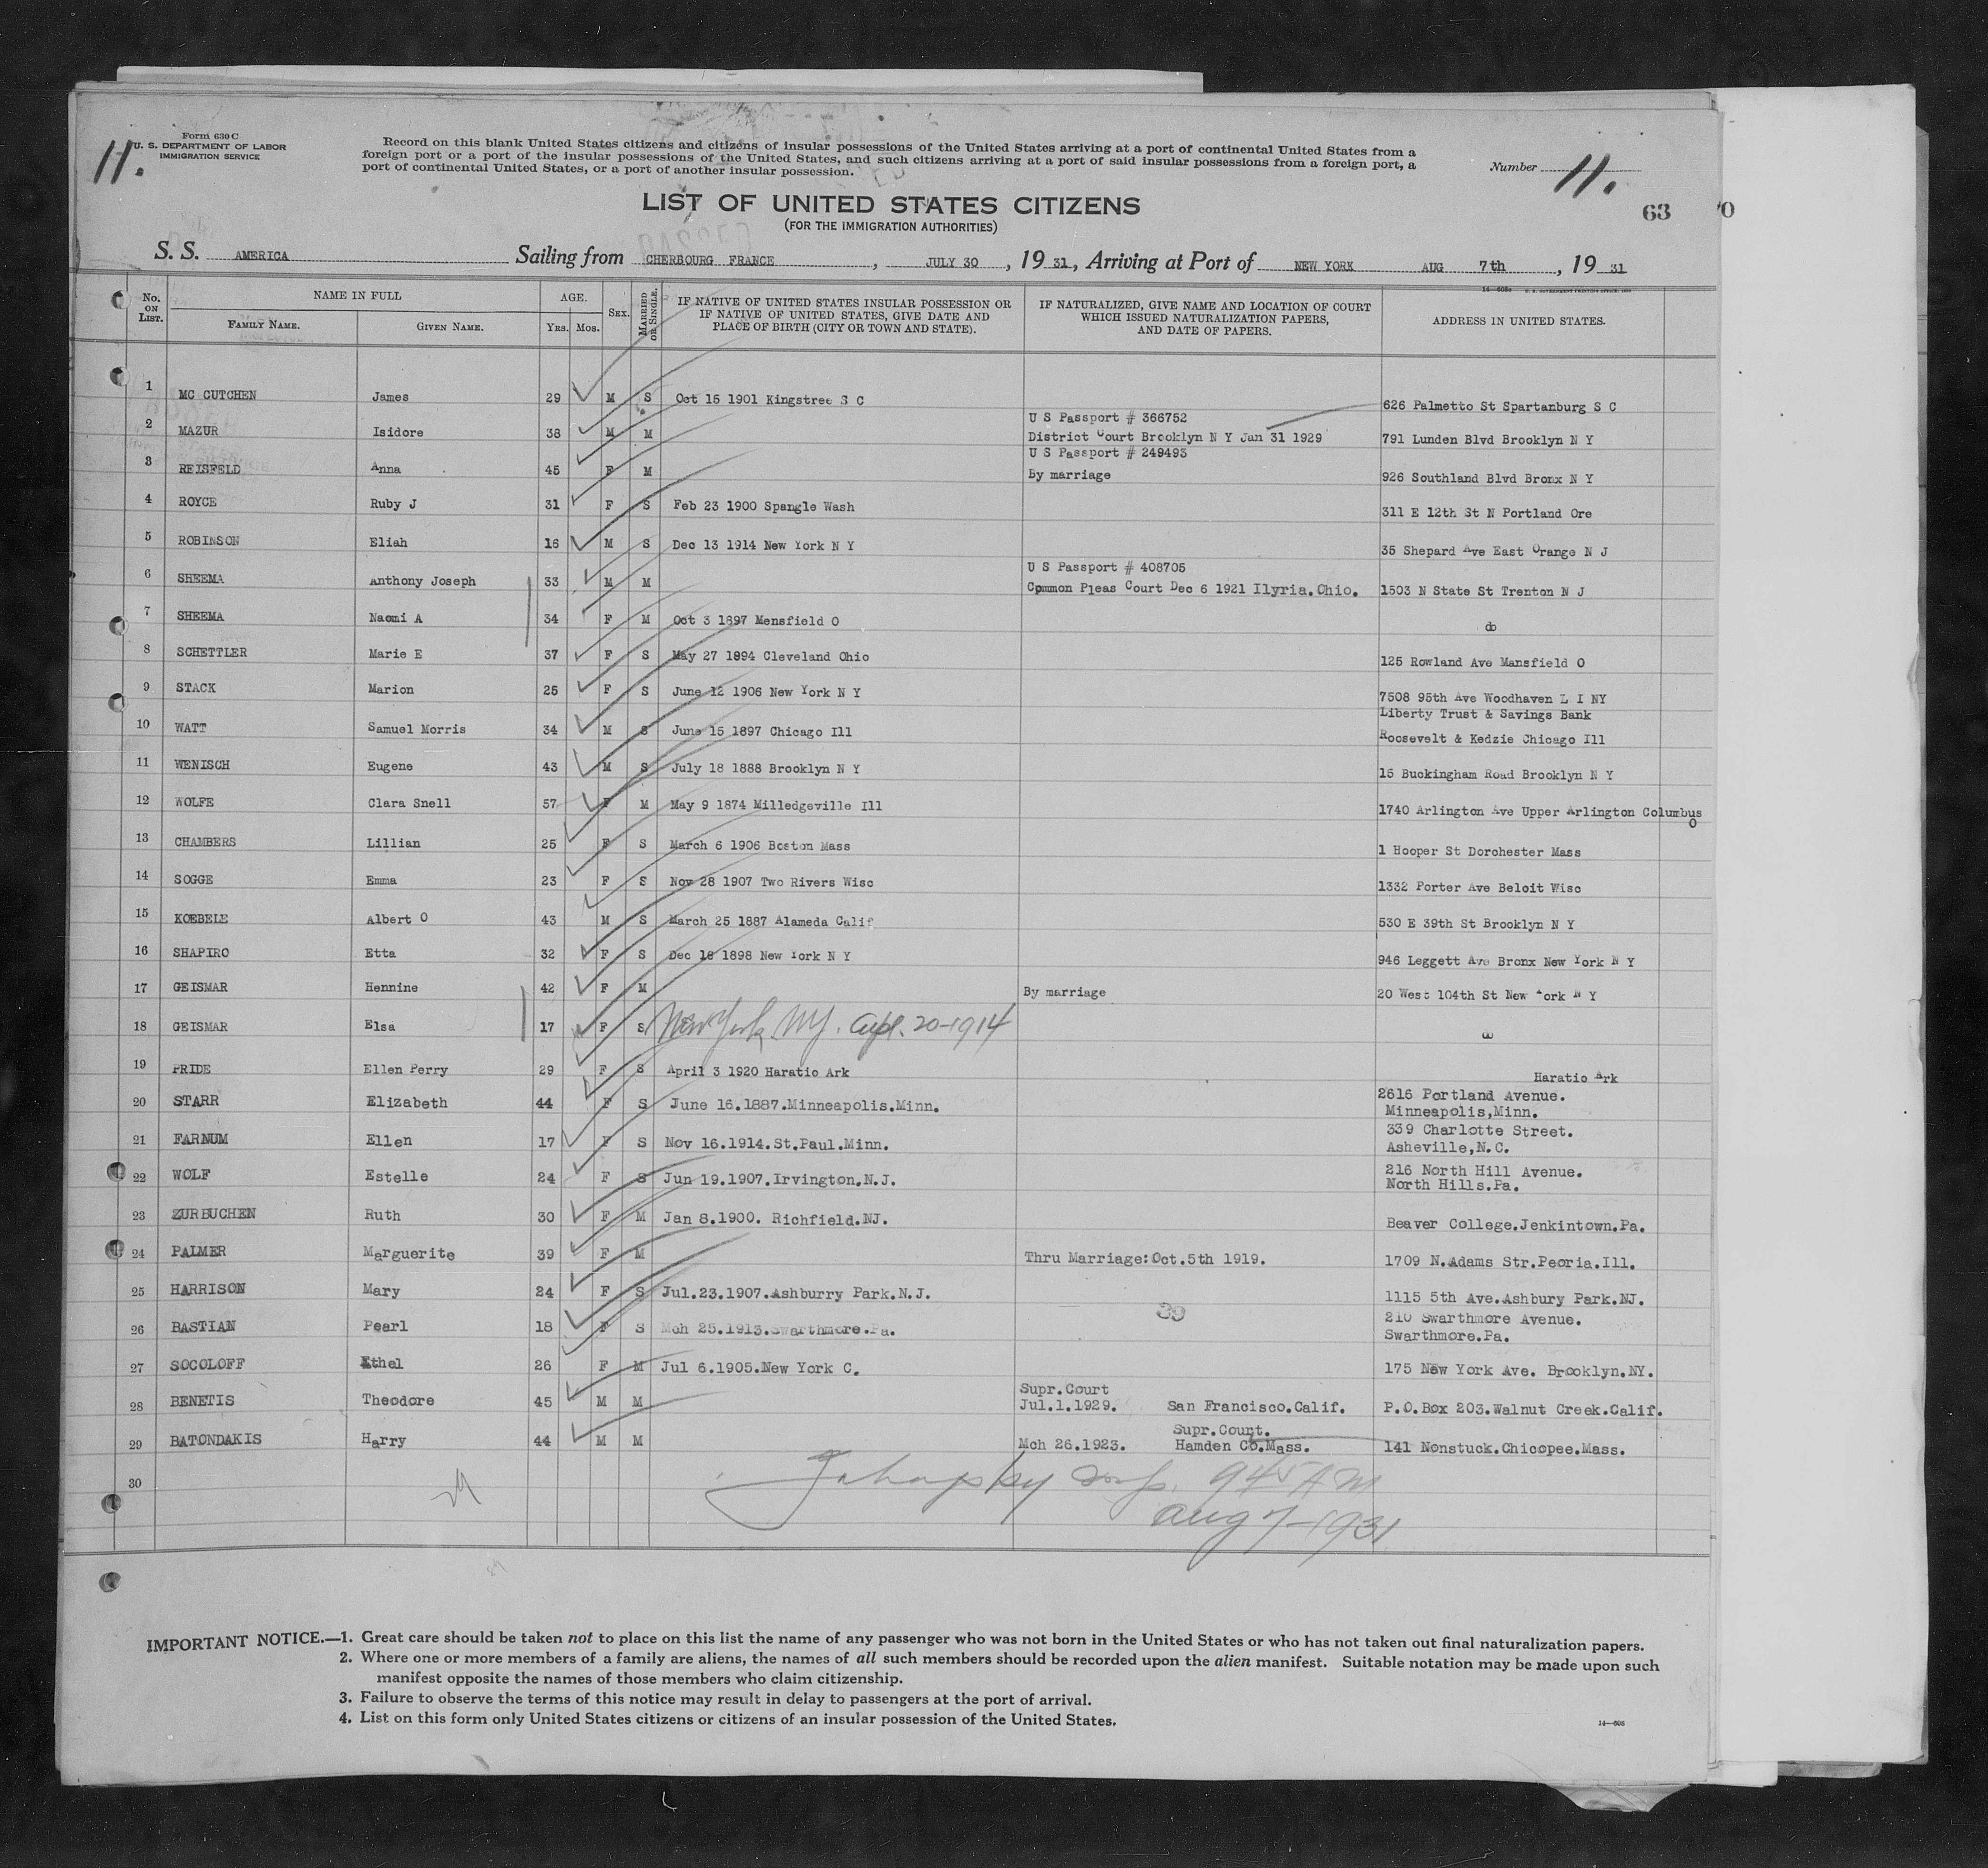 Form 630 C
U. S. DEPARTMENT OF LABOR
IMMIGRATION SERVICE
11.
Record on this blank United States citizens and citizens of insular possessions of the United States arriving at a port of continental United States from a
foreign port or a port of the insular possessions of the United States, and such citizens arriving at a port of said insular possessions from a foreign port, a
port of continental United States, or a port of another insular possession.
Number 11.
LIST OF UNITED STATES CITIZENS
(FOR THE IMMIGRATION AUTHORITIES)
63
70
S. S. AMERICA Sailing from CHERBOURG FRANCE, JULY 30, 1931, Arriving at Port of NEW YORK AUG 7th, 1931
No. ON LIST. NAME IN FULL FAMILY NAME. GIVEN NAME. AGE. YRS. MOS. SEX. MARRIED OR SINGLE. IF NATIVE OF UNITED STATES INSULAR POSSESSION OR IF NATIVE OF UNITED STATES, GIVE DATE AND PLACE OF BIRTH (CITY OR TOWN AND STATE). IF NATURALIZED, GIVE NAME AND LOCATION OF COURT WHICH ISSUED NATURALIZATION PAPERS, AND DATE OF PAPERS. ADDRESS IN UNITED STATES.
1 MC CUTCHEN James 29 M S Oct 15 1901 Kingstree S C 626 Palmetto St Spartanburg S C
U S Passport # 366752
2 MAZUR Isidore 38 M M District Court Brooklyn N Y Jan 31 1929 791 Lunden Blvd Brooklyn N Y
U S Passport # 249493
3 REISFELD Anna 45 F M By marriage 926 Southland Blvd Bronx N Y
4 ROYCE Ruby J 31 F S Feb 23 1900 Spangle Wash 311 E 12th St N Portland Ore
5 ROBINSON Eliah 16 M S Dec 13 1914 New York N Y 35 Shepard Ave East Orange N J
U S Passport # 408705
6 SHEEMA Anthony Joseph 33 M M Common Pleas Court Dec 6 1921 Ilyria.Ohio. 1503 N State St Trenton N J
7 SHEEMA Naomi A 34 F M Oct 3 1897 Mensfield O do
8 SCHETTLER Marie E 37 F S May 27 1894 Cleveland Ohio 125 Rowland Ave Mansfield O
9 STACK Marion 25 F S June 12 1906 New York N Y 7508 95th Ave Woodhaven L I NY
Liberty Trust & Savings Bank
10 WATT Samuel Morris 34 M S June 15 1897 Chicago Ill Roosevelt & Kedzie Chicago Ill
11 WENISCH Eugene 43 M S July 18 1888 Brooklyn N Y 15 Buckingham Road Brooklyn N Y
12 WOLFE Clara Snell 57 F M May 9 1874 Milledgeville Ill 1740 Arlington Ave Upper Arlington Columbus
O
13 CHAMBERS Lillian 25 F S March 6 1906 Boston Mass 1 Hooper St Dorchester Mass
14 SOGGE Emma 23 F S Nov 28 1907 Two Rivers Wisc 1332 Porter Ave Beloit Wisc
15 KOEBELE Albert O 43 M S March 25 1887 Alameda Calif 530 E 39th St Brooklyn N Y
16 SHAPIRO Etta 32 F S Dec 18 1898 New York N Y 946 Leggett Ave Bronx New York N Y
17 GEISMAR Hennine 42 F M By marriage 20 West 104th St New York N Y
18 GEISMAR Elsa 17 F S New York. NY. Apl. 20-1914 do
19 PRIDE Ellen Perry 29 F S April 3 1920 Haratio Ark Haratio Ark
20 STARR Elizabeth 44 F S June 16.1887.Minneapolis.Minn. 2616 Portland Avenue.
Minneapolis,Minn.
21 FARNUM Ellen 17 F S Nov 16.1914.St.Paul.Minn. 339 Charlotte Street.
Asheville,N.C.
22 WOLF Estelle 24 F S Jun 19.1907.Irvington.N.J. 216 North Hill Avenue.
North Hills.Pa.
23 ZURBUCHEN Ruth 30 F M Jan 8.1900. Richfield.NJ. Beaver College.Jenkintown.Pa.
24 PALMER Marguerite 39 F M Thru Marriage:Oct.5th 1919. 1709 N.Adams Str.Peoria.Ill.
25 HARRISON Mary 24 F S Jul.23.1907.Ashburry Park.N.J. 1115 5th Ave.Ashbury Park.NJ.
39
26 BASTIAN Pearl 18 F S Mch 25.1913.Swarthmore.Pa. 210 Swarthmore Avenue.
Swarthmore.Pa.
27 SOCOLOFF Ethel 26 F M Jul 6.1905.New York C. 175 New York Ave. Brooklyn.NY.
Supr.Court
28 BENETIS Theodore 45 M M Jul.1.1929. San Francisco.Calif. P.O.Box 203.Walnut Creek.Calif.
Supr.Count.
29 BATONDAKIS Harry 44 M M Mch 26.1923. Hamden Co.Mass. 141 Nonstuck.Chicopee.Mass.
30
945 AM
Aug 7-1931
IMPORTANT NOTICE.—1. Great care should be taken not to place on this list the name of any passenger who was not born in the United States or who has not taken out final naturalization papers.
2. Where one or more members of a family are aliens, the names of all such members should be recorded upon the alien manifest. Suitable notation may be made upon such
manifest opposite the names of those members who claim citizenship.
3. Failure to observe the terms of this notice may result in delay to passengers at the port of arrival.
4. List on this form only United States citizens or citizens of an insular possession of the United States.
14—608